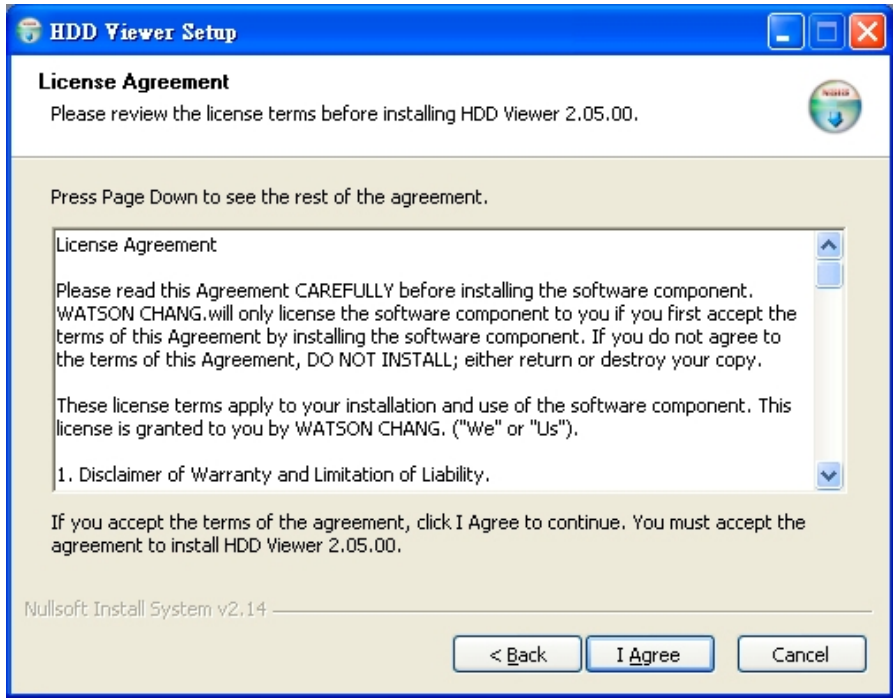 HDD Viewer Setup
License Agreement
Please review the license terms before installing HDD Viewer 2.05.00.
Press Page Down to see the rest of the agreement.
License Agreement
Please read this Agreement CAREFULLY before installing the software component.
WATSON CHANG.will only license the software component to you if you first accept the
terms of this Agreement by installing the software component. If you do not agree to
the terms of this Agreement, DO NOT INSTALL; either return or destroy your copy.
These license terms apply to your installation and use of the software component. This
license is granted to you by WATSON CHANG. ("We" or "Us").
1. Disclaimer of Warranty and Limitation of Liability.
If you accept the terms of the agreement, click I Agree to continue. You must accept the
agreement to install HDD Viewer 2.05.00.
Nullsoft Install System v2.14
< Back
I Agree
Cancel